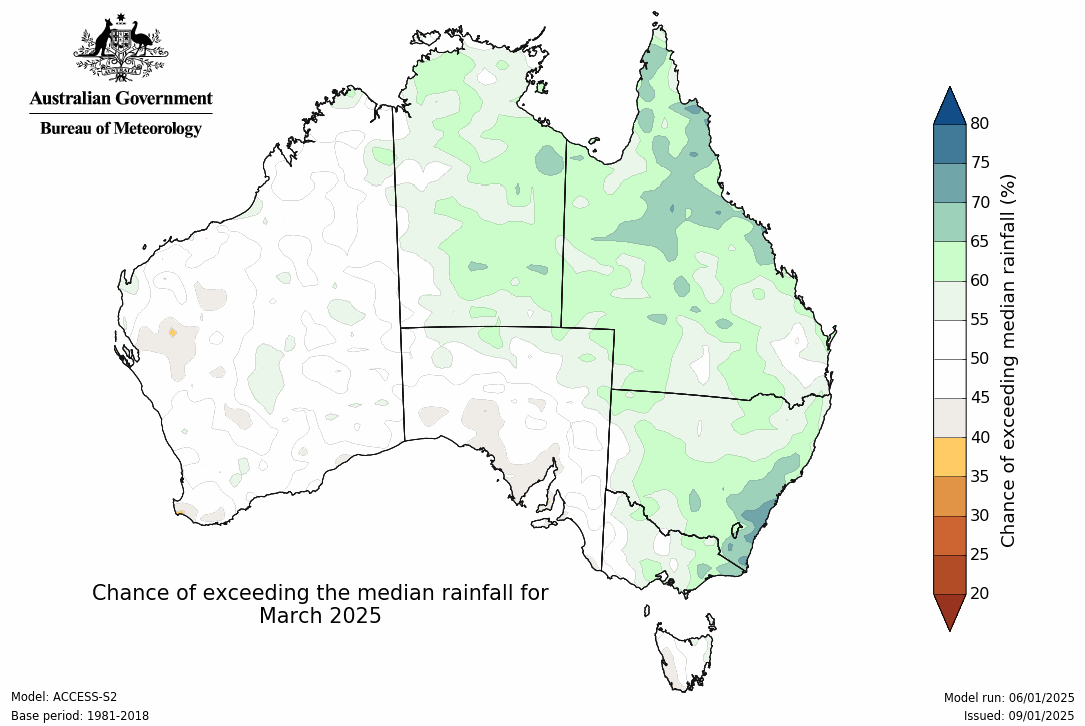 Australian Government
Bureau of Meteorology
80
75
70
65
60
55
50
45
40
35
30
25
20
Chance of exceeding median rainfall (%)
Chance of exceeding the median rainfall for
March 2025
Model: ACCESS-S2
Base period: 1981-2018
Model run: 06/01/2025
Issued: 09/01/2025